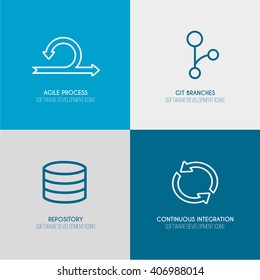 AGILE PROCESS
SOFTWARE DEVELOPMENT ICONS
GIT BRANCHES
SOFTWARE DEVELOPMENT ICONS
REPOSITORY
SOFTWARE DEVELOPMENT ICONS
CONTINUOUS INTEGRATION
SOFTWARE DEVELOPMENT ICONS
shutterstock.com · 406988014